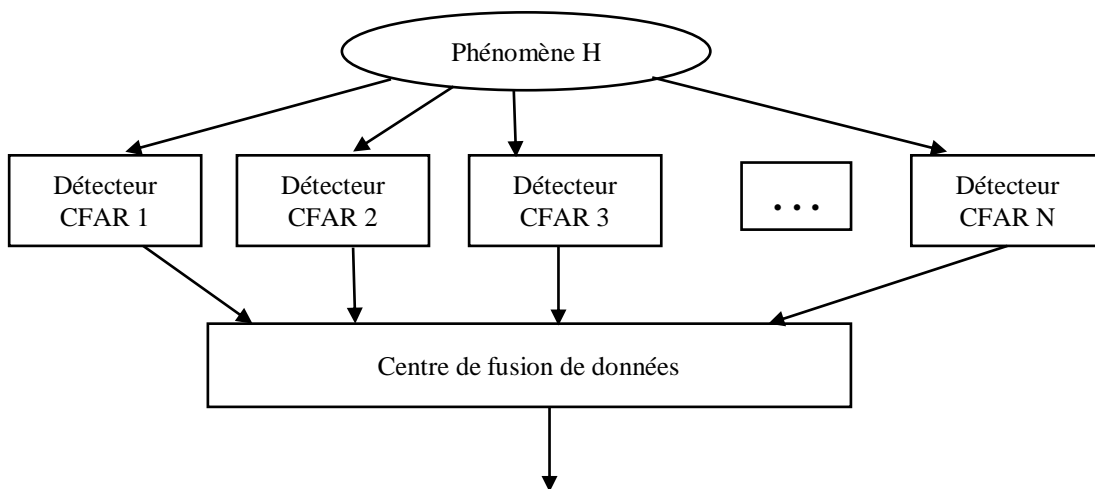 Phénomène H
Détecteur
CFAR 1
Détecteur
CFAR 2
Détecteur
CFAR 3
...
Détecteur
CFAR N
Centre de fusion de données